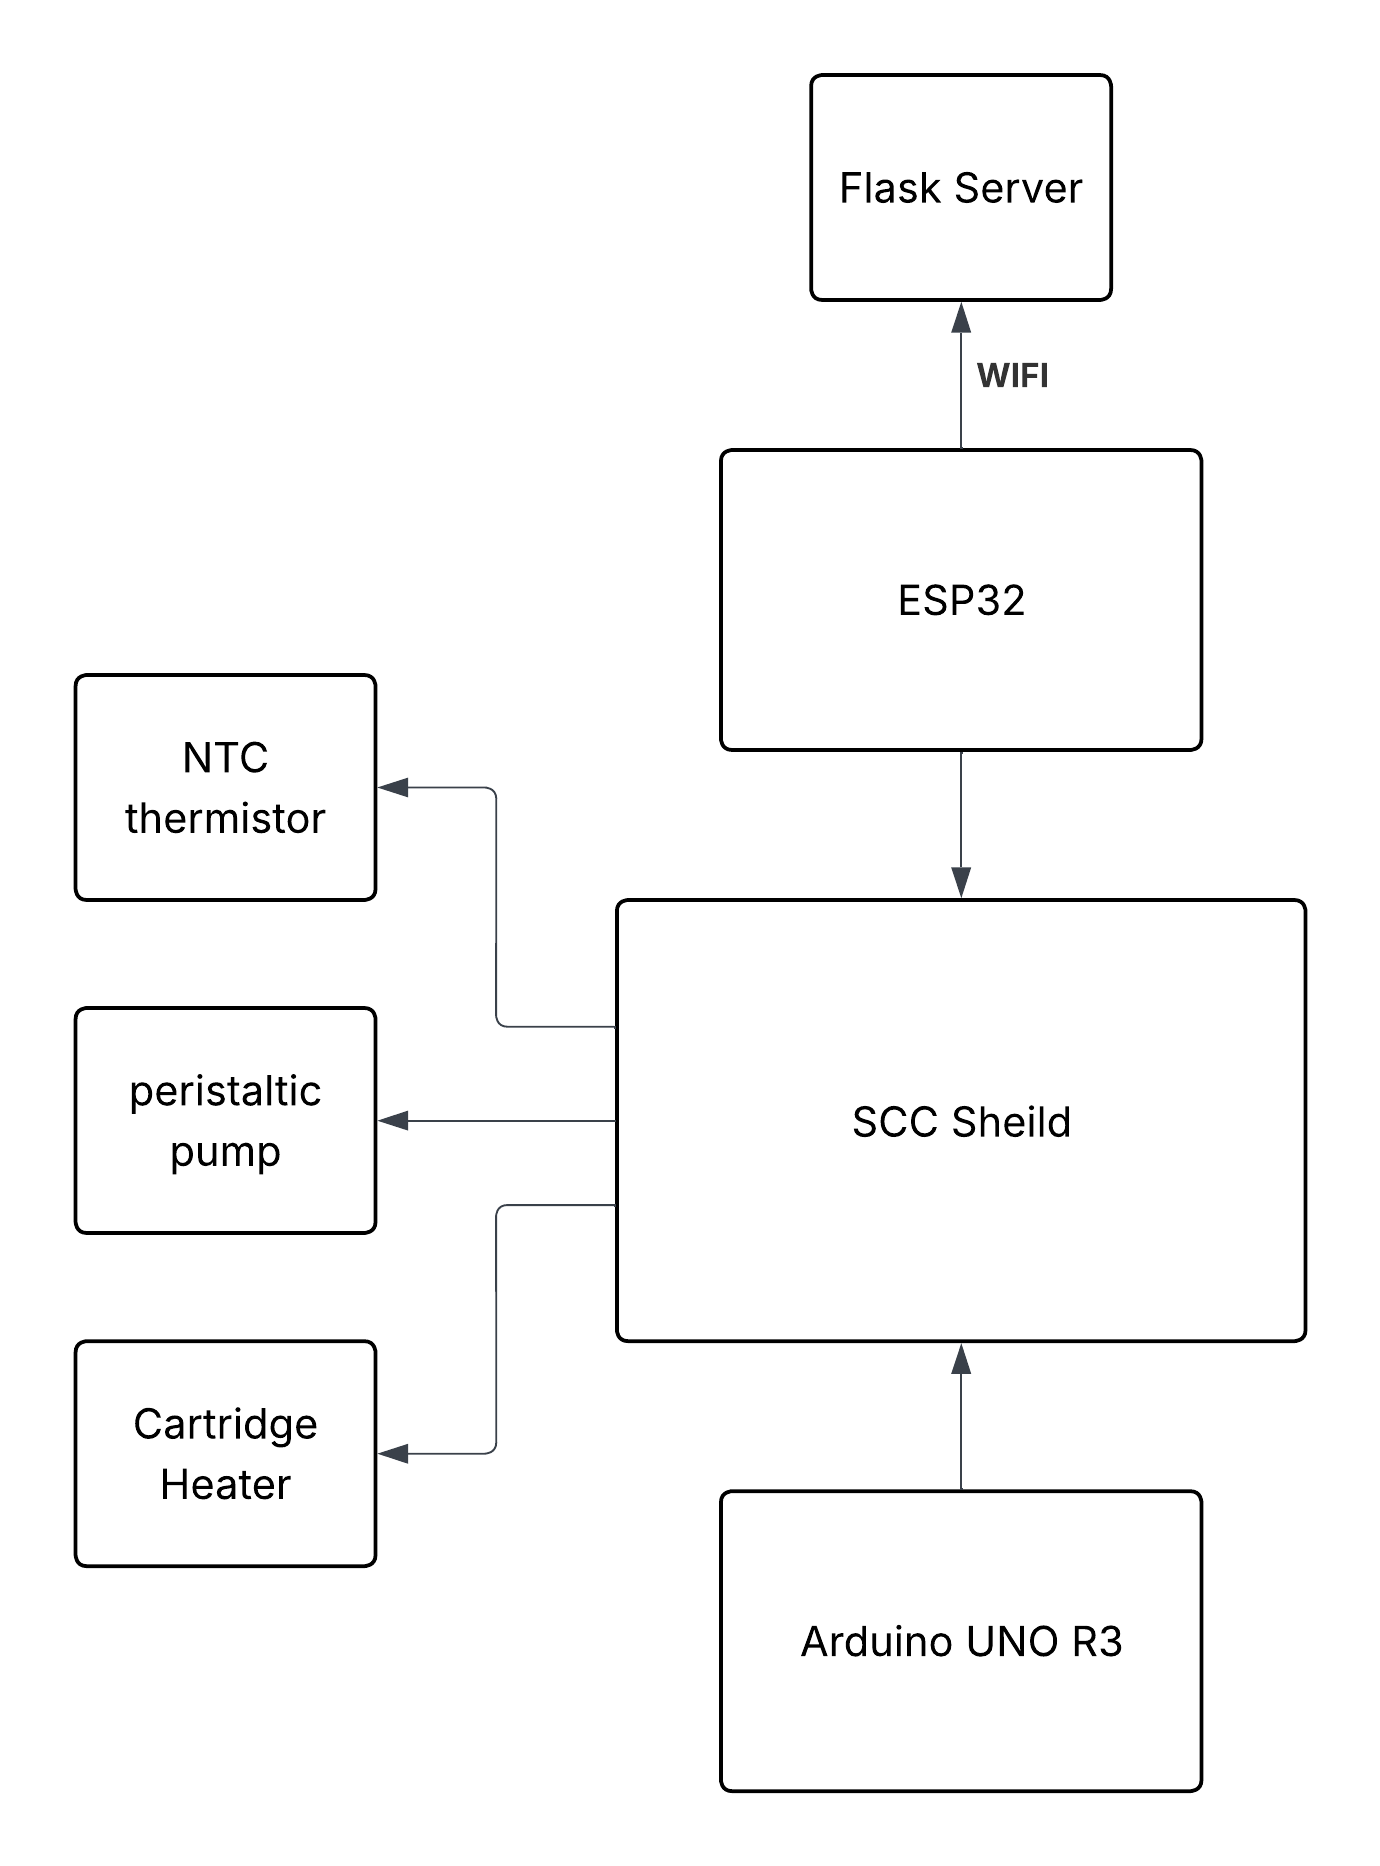 Flask Server
WIFI
ESP32
NTC
thermistor
peristaltic
pump
SCC Sheild
Cartridge
Heater
Arduino UNO R3